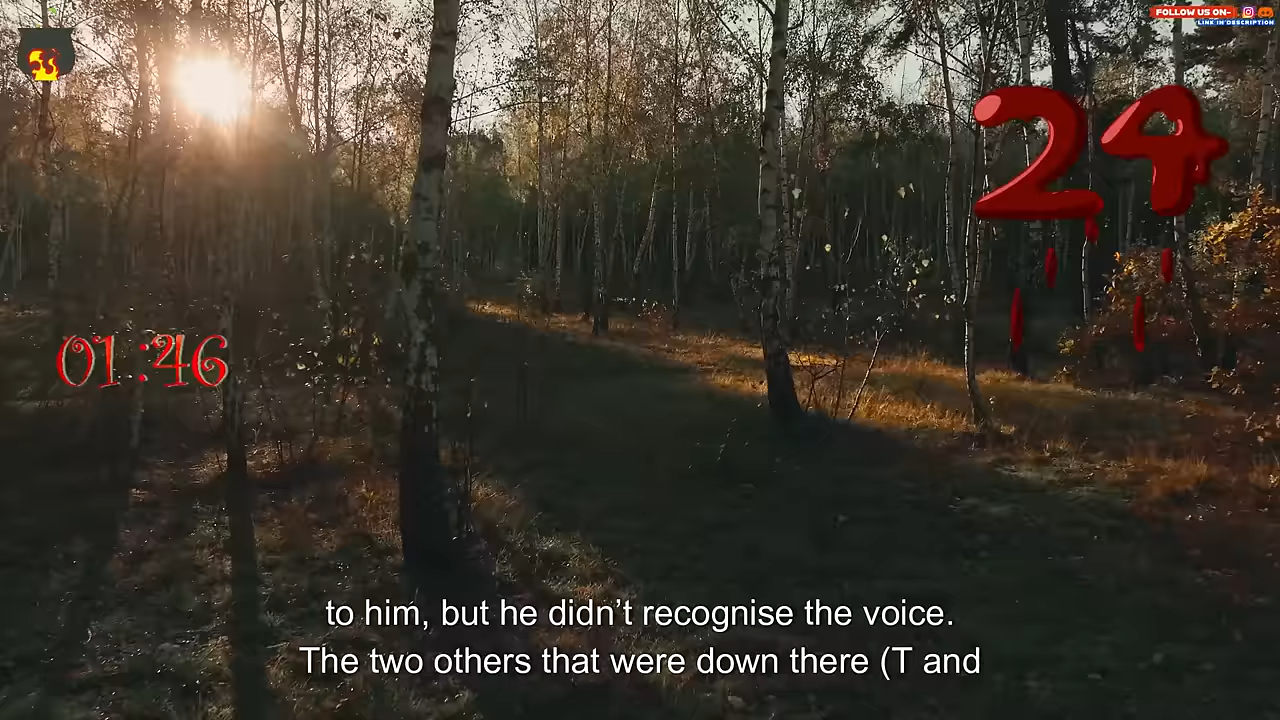 FOLLOW US ON-
LINK IN DESCRIPTION
24
01:46
to him, but he didn’t recognise the voice.
The two others that were down there (T and